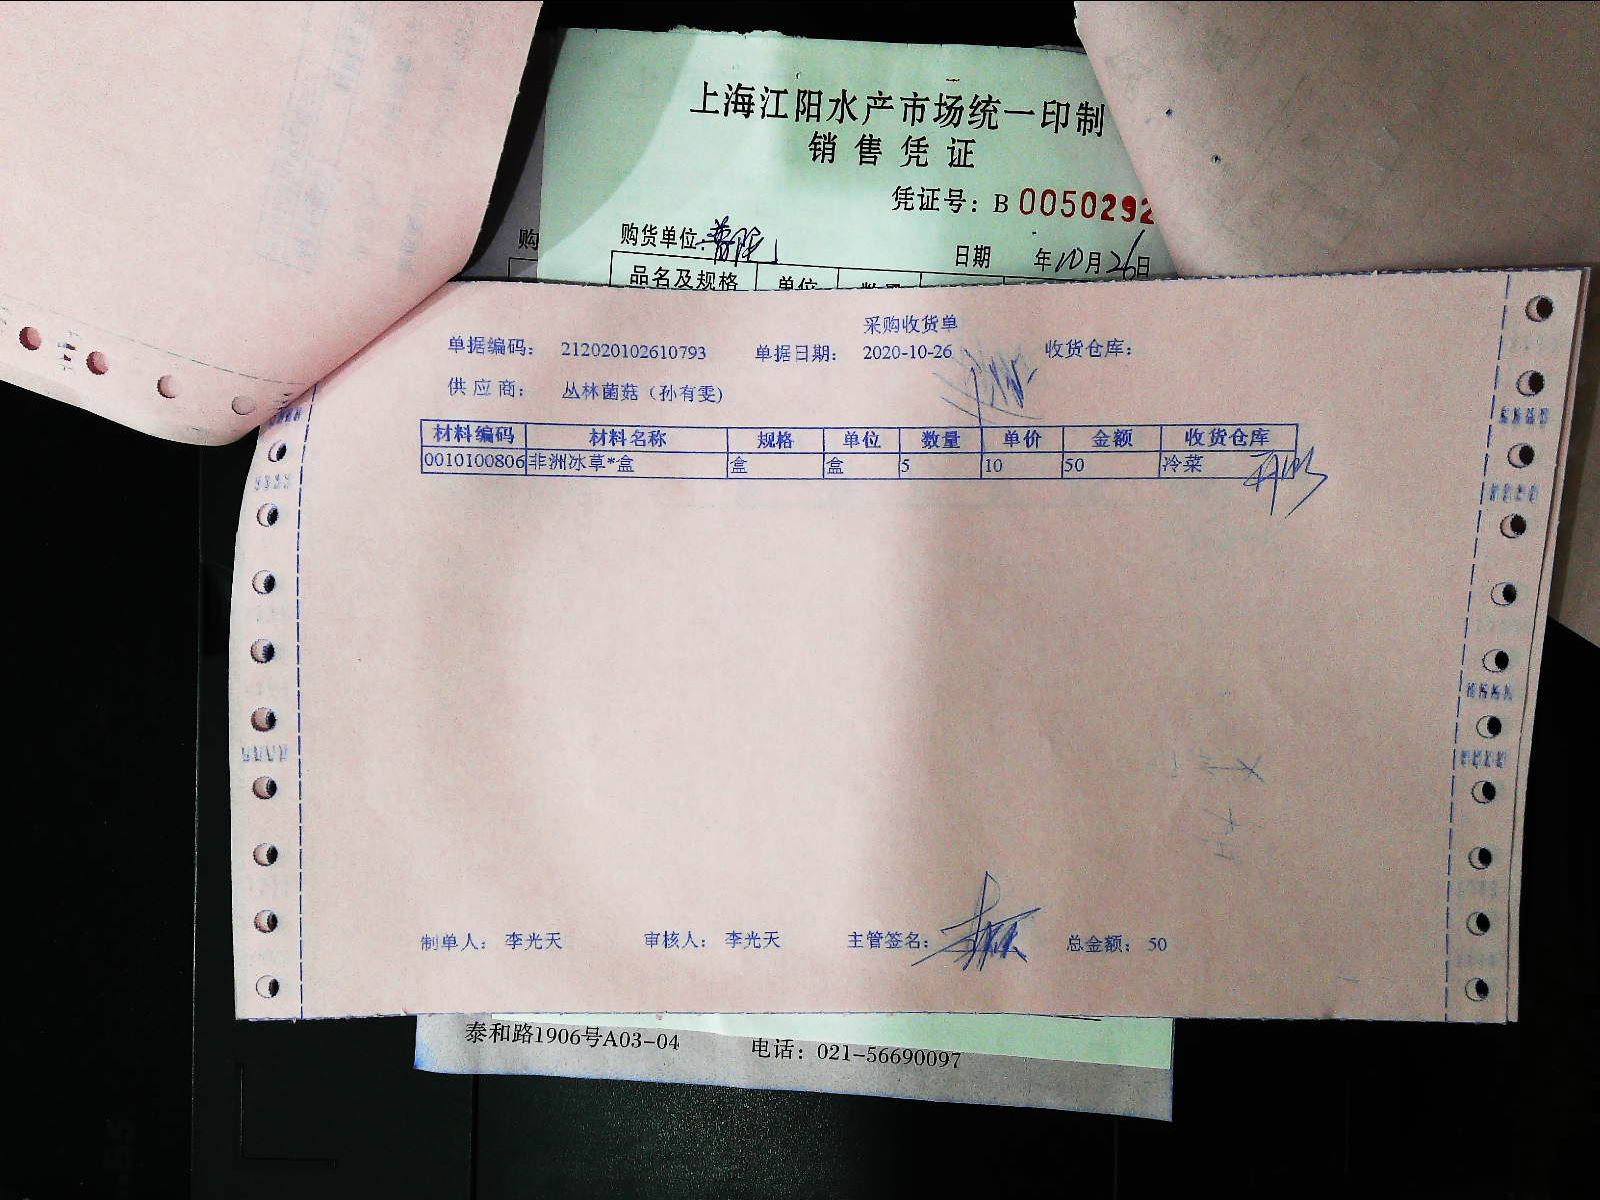 上海江阳水产市场统一印制
销售凭证
凭证号：B 0050292
购
购货单位： 日期 年10月26日
品名及规格 单位 数量
采购收货单
单据编码： 212020102610793 单据日期： 2020-10-26 收货仓库：
供应商： 丛林菌菇（孙有雯）
材料编码 材料名称 规格 单位 数量 单价 金额 收货仓库
0010100806 非洲冰草*盒 盒 盒 5 10 50 冷菜
制单人： 李光天 审核人： 李光天 主管签名： 总金额： 50
泰和路1906号A03-04 电话：021-56690097